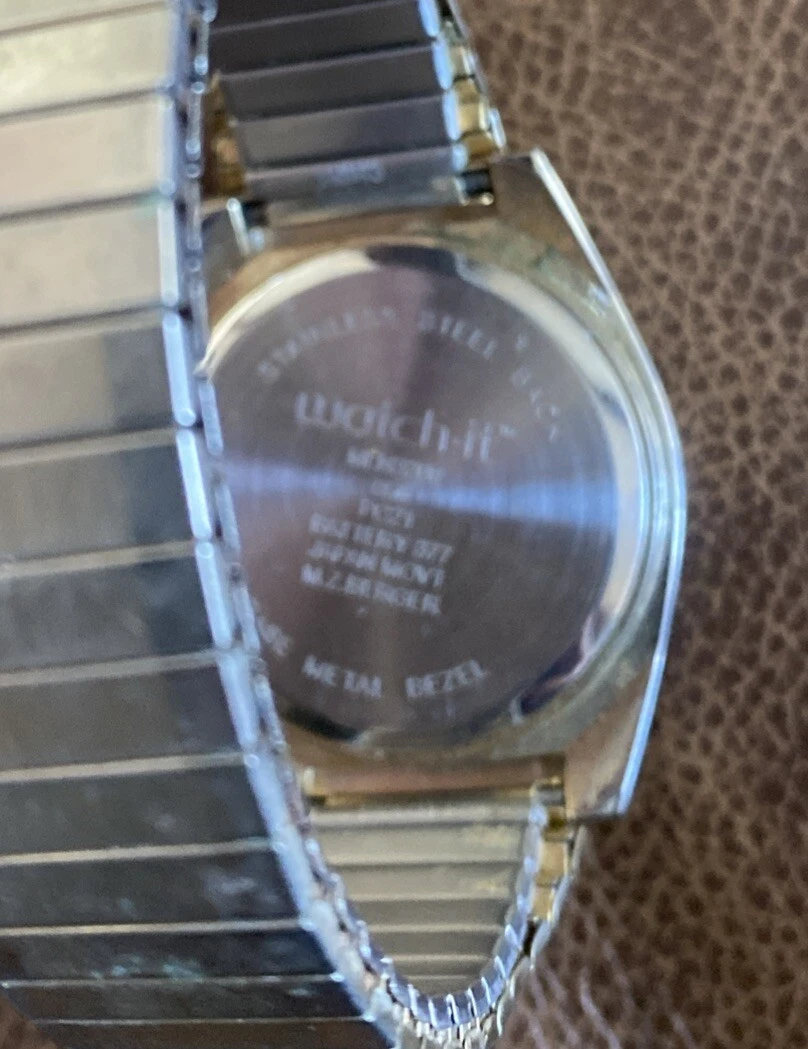 STAINLESS STEEL BACK
watch·it™
PC21
BATTERY 377
JAPAN MOVT
M.Z.BERGER
METAL BEZEL